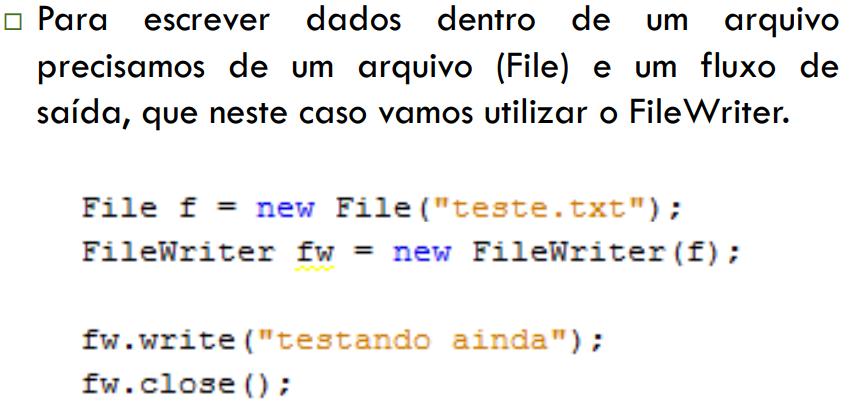 Para escrever dados dentro de um arquivo
precisamos de um arquivo (File) e um fluxo de
saída, que neste caso vamos utilizar o FileWriter.
File f = new File("teste.txt");
FileWriter fw = new FileWriter(f);
fw.write("testando ainda");
fw.close();